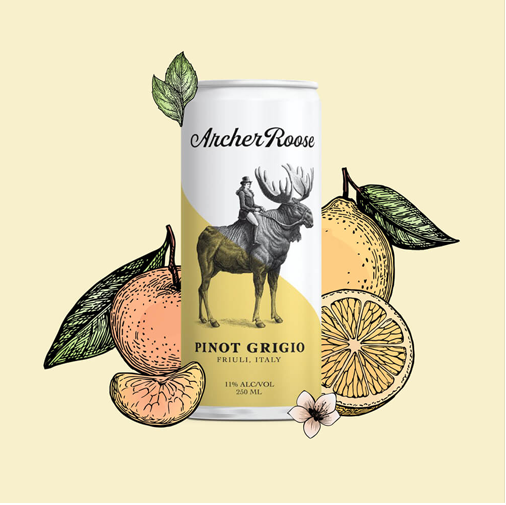 Archer Roose
PINOT GRIGIO
FRIULI, ITALY
11% ALC/VOL
250 ML